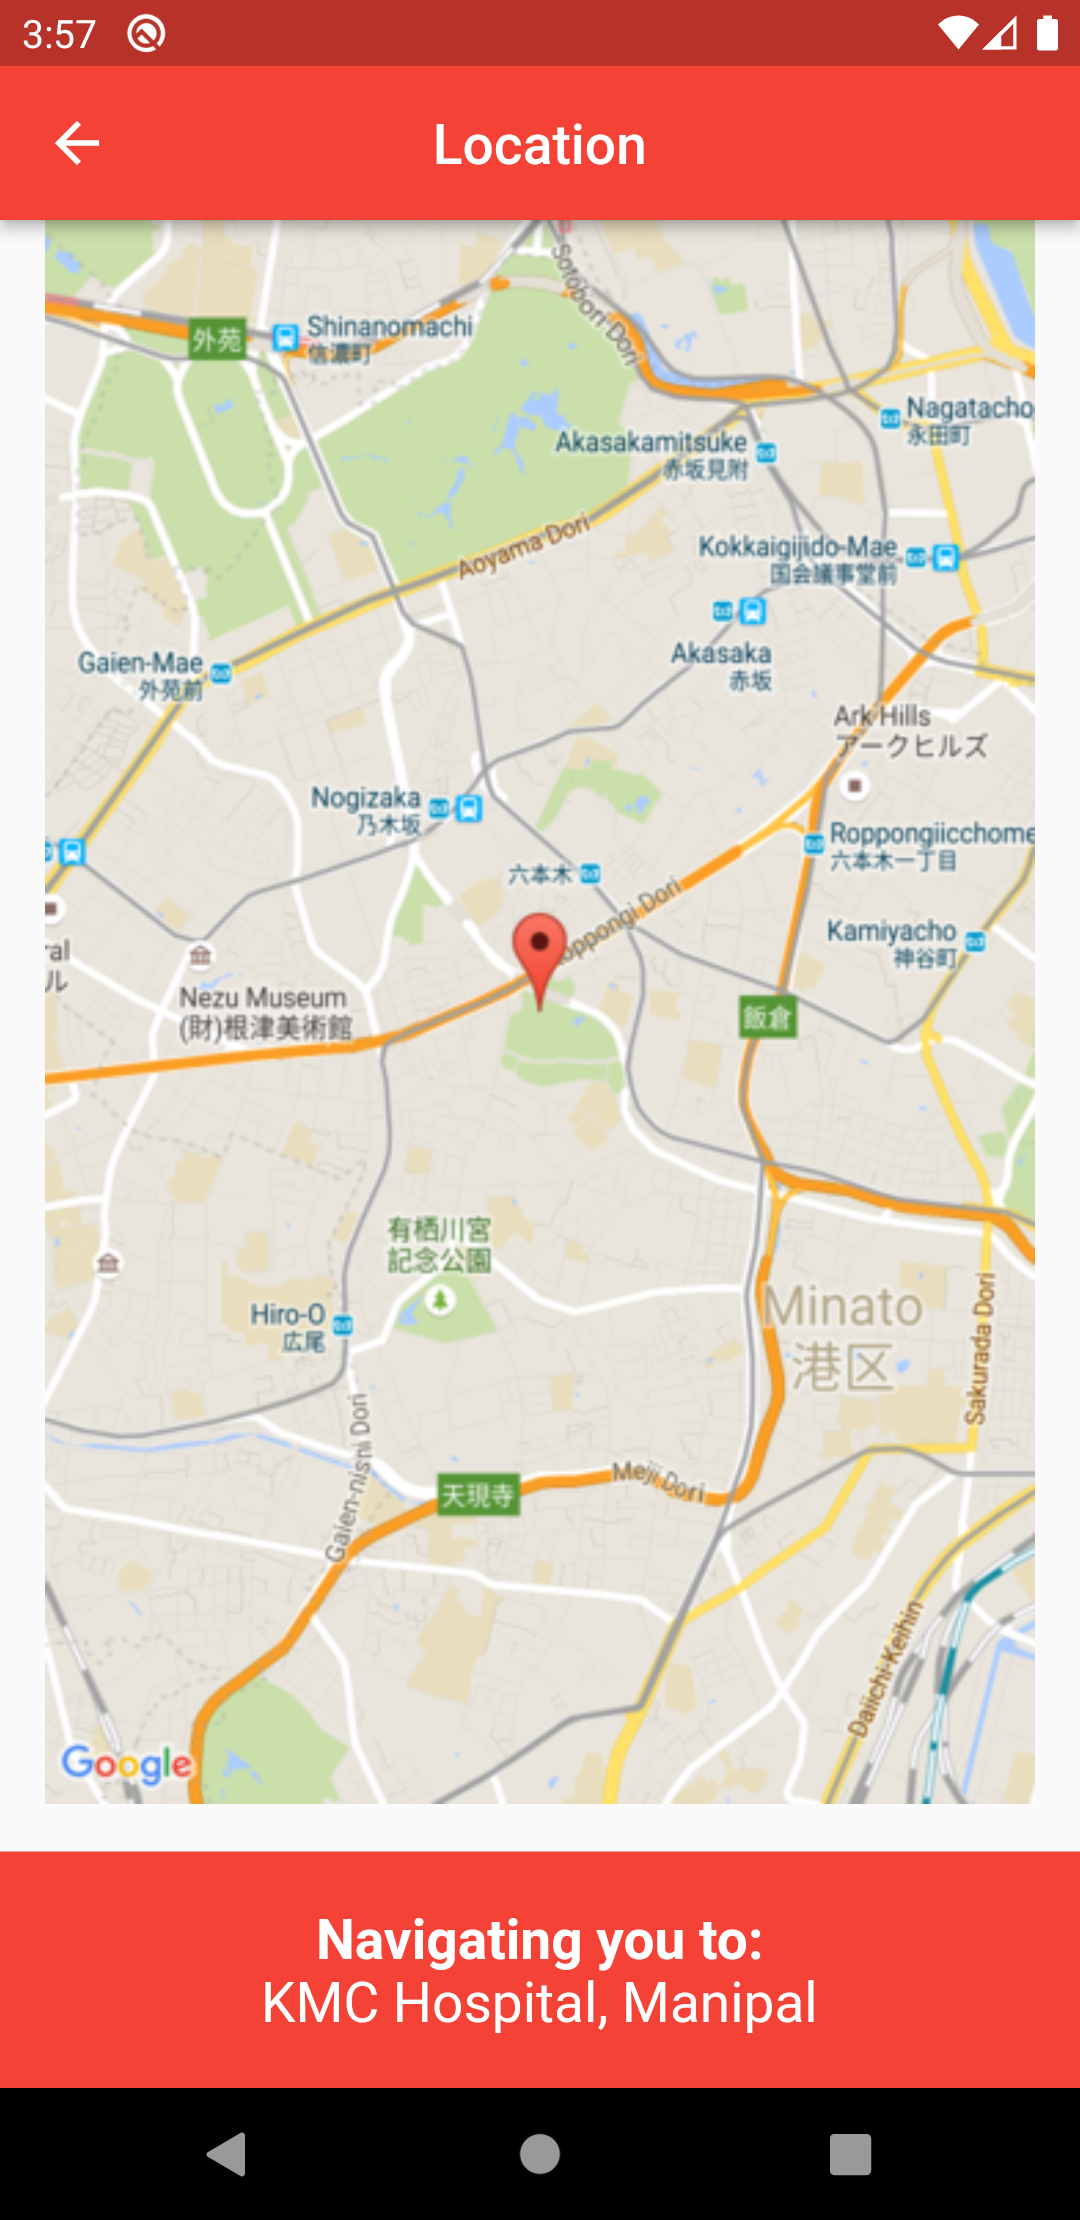 3:57
Location
Sotobori Dori
外苑
Shinanomachi
信濃町
Nagatacho
永田町
Akasakamitsuke
赤坂見附
Aoyama Dori
Kokkaigijido-Mae
国会議事堂前
Akasaka
赤坂
Gaien-Mae
外苑前
Ark Hills
アークヒルズ
Nogizaka
乃木坂
Roppongiicchome
六本木一丁目
六本木
oppongi Dori
Kamiyacho
神谷町
ral
ル
Nezu Museum
(財)根津美術館
飯倉
有栖川宮
記念公園
Minato
港区
Hiro-O
広尾
Sakurada Dori
Gaien-nishi Dori
天現寺
Meiji Dori
Daiichi-Keihin
Google
Navigating you to:
KMC Hospital, Manipal